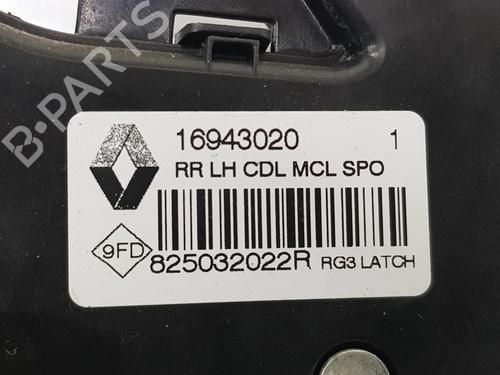 B-PARTS
16943020 1
RR LH CDL MCL SPO
9FD
825032022R RG3 LATCH